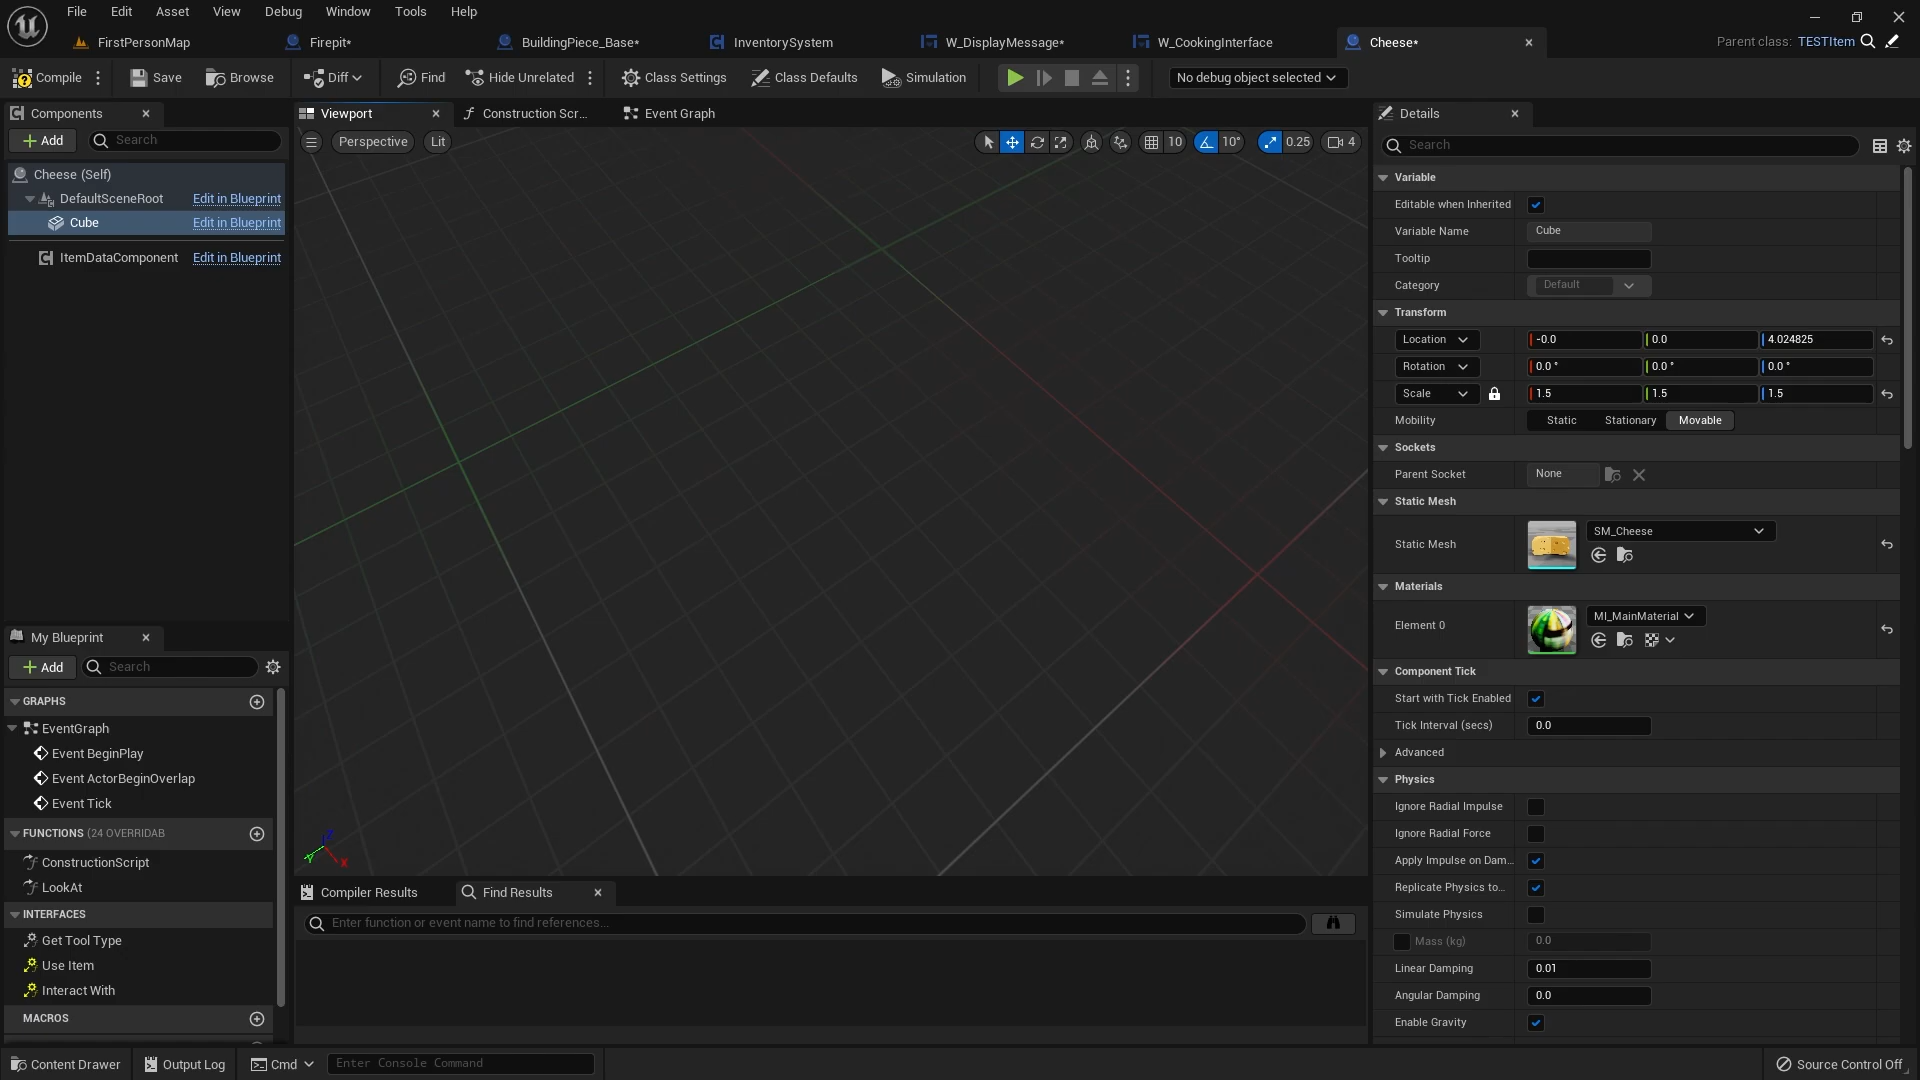 File Edit Asset View Debug Window Tools Help
FirstPersonMap Firepit* BuildingPiece_Base* InventorySystem W_DisplayMessage* W_CookingInterface Cheese* Parent class: TESTItem
Compile Save Browse Diff Find Hide Unrelated Class Settings Class Defaults Simulation No debug object selected
Components
Add Search
Cheese (Self)
DefaultSceneRoot Edit in Blueprint
Cube Edit in Blueprint
ItemDataComponent Edit in Blueprint
My Blueprint
Add Search
GRAPHS
EventGraph
Event BeginPlay
Event ActorBeginOverlap
Event Tick
FUNCTIONS (24 OVERRIDAB
ConstructionScript
LookAt
INTERFACES
Get Tool Type
Use Item
Interact With
MACROS
Viewport Construction Scr... Event Graph
Perspective Lit 10 10° 0.25 4
Z
Y
X
Compiler Results Find Results
Enter function or event name to find references...
Details
Search
Variable
Editable when Inherited
Variable Name Cube
Tooltip
Category Default
Transform
Location -0.0 0.0 4.024825
Rotation 0.0 ° 0.0 ° 0.0 °
Scale 1.5 1.5 1.5
Mobility Static Stationary Movable
Sockets
Parent Socket None
Static Mesh
Static Mesh SM_Cheese
Materials
Element 0 MI_MainMaterial
Component Tick
Start with Tick Enabled
Tick Interval (secs) 0.0
Advanced
Physics
Ignore Radial Impulse
Ignore Radial Force
Apply Impulse on Dam...
Replicate Physics to...
Simulate Physics
Mass (kg) 0.0
Linear Damping 0.01
Angular Damping 0.0
Enable Gravity
Content Drawer Output Log Cmd Enter Console Command Source Control Off